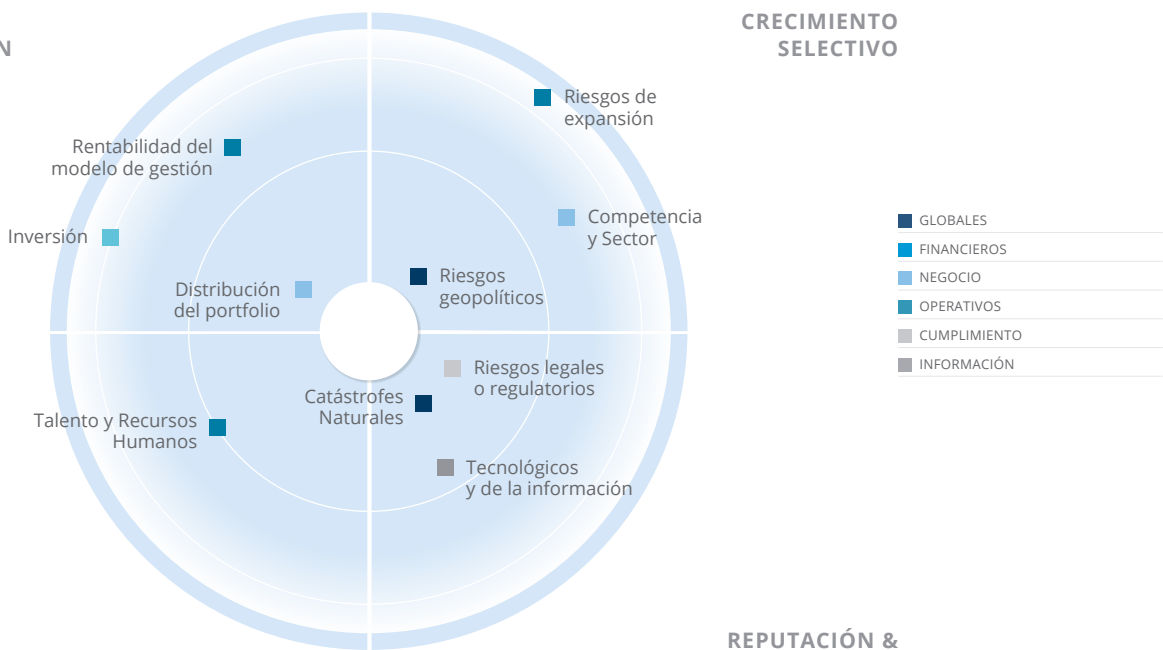 CRECIMIENTO
SELECTIVO
N
Riesgos de
expansión
Rentabilidad del
modelo de gestión
Competencia
y Sector
Inversión
Riesgos
geopolíticos
Distribución
del portfolio
GLOBALES
FINANCIEROS
NEGOCIO
OPERATIVOS
CUMPLIMIENTO
INFORMACIÓN
Riesgos legales
o regulatorios
Catástrofes
Naturales
Talento y Recursos
Humanos
Tecnológicos
y de la información
REPUTACIÓN &